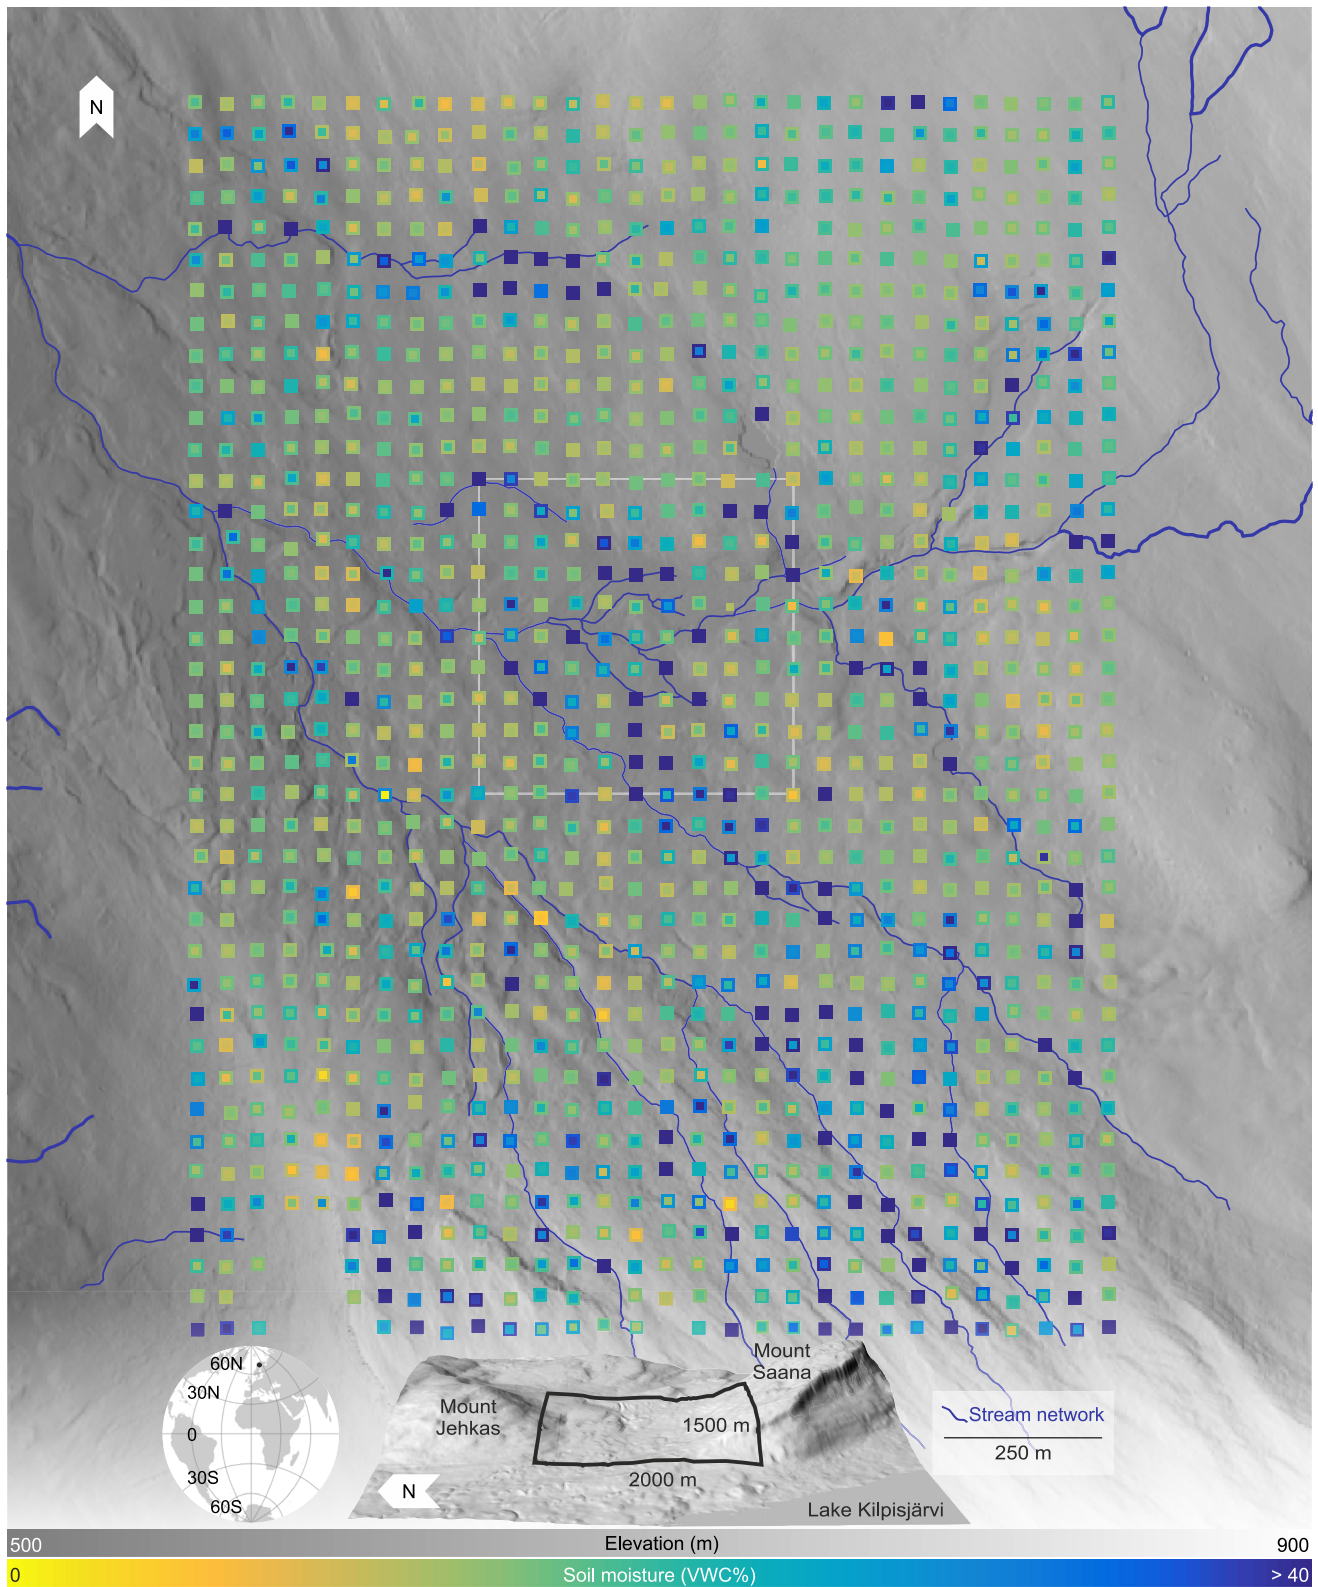 N
Mount
Saana
60N
30N
0
30S
60S
Mount
Jehkas
1500 m
2000 m
N
Lake Kilpisjärvi
Stream network
250 m
500 Elevation (m) 900
0 Soil moisture (VWC%) > 40